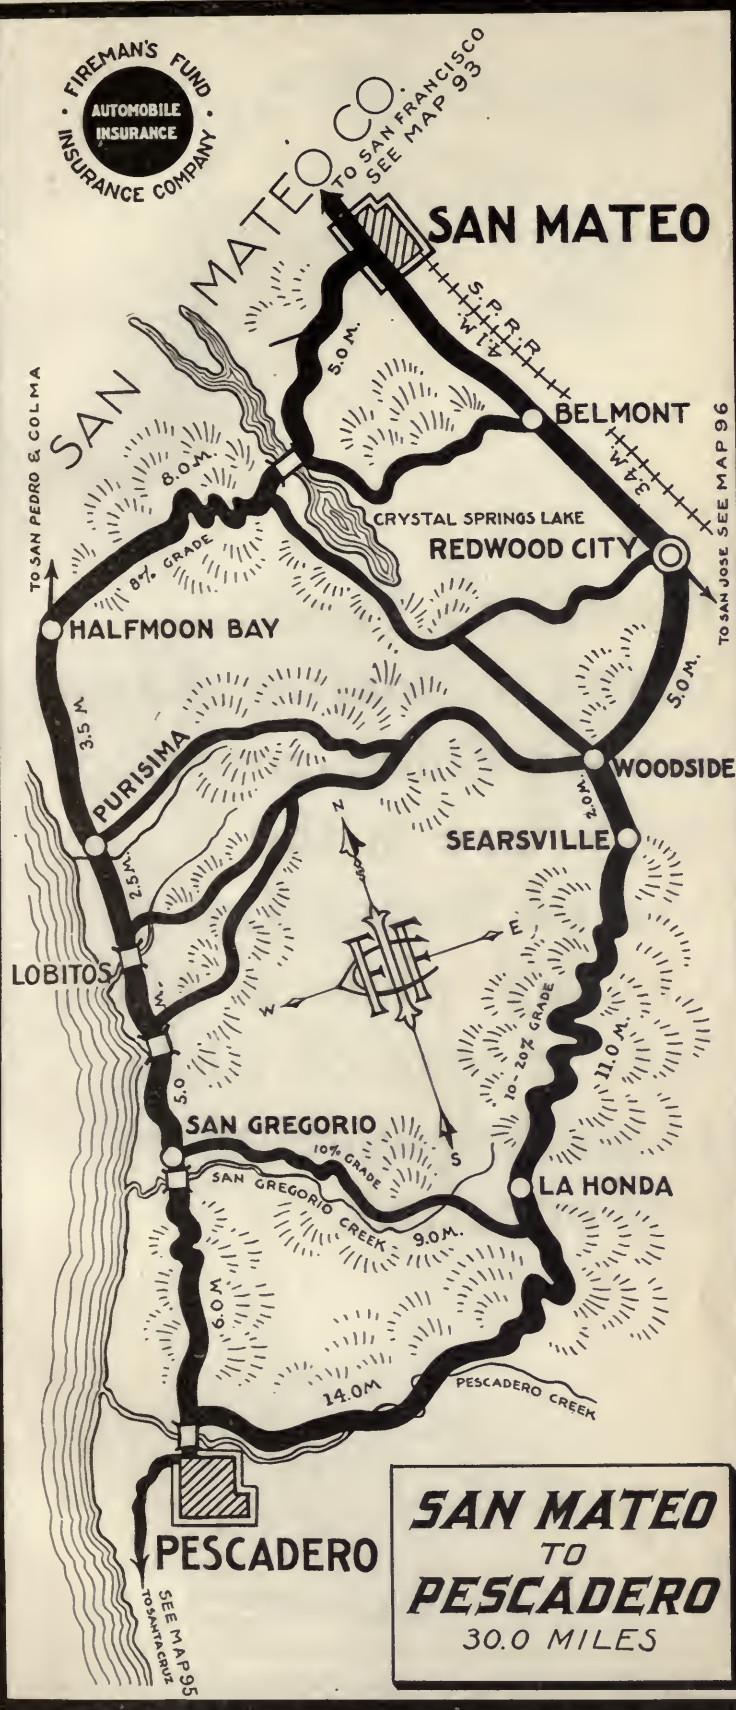 FIREMAN'S FUND
AUTOMOBILE
INSURANCE
INSURANCE COMPANY
SAN MATEO CO.
TO SAN FRANCISCO
SEE MAP 93
SAN MATEO
S.P.R.R
4.1 M.
5.0 M.
BELMONT
3.4 M.
TO SAN JOSE SEE MAP 96
TO SAN PEDRO & COLMA
8.0 M.
8% GRADE
CRYSTAL SPRINGS LAKE
REDWOOD CITY
HALFMOON BAY
5.0 M.
3.5 M
PURISIMA
WOODSIDE
2.0 M.
SEARSVILLE
2.5 M.
N
E
W
S
LOBITOS
M.
10-20% GRADE
11.0 M.
5.0
SAN GREGORIO
10% GRADE
SAN GREGORIO CREEK
9.0 M.
LA HONDA
6.0 M
14.0 M
PESCADERO CREEK
PESCADERO
SEE MAP 95
TO SANTA CRUZ
SAN MATEO
TO
PESCADERO
30.0 MILES